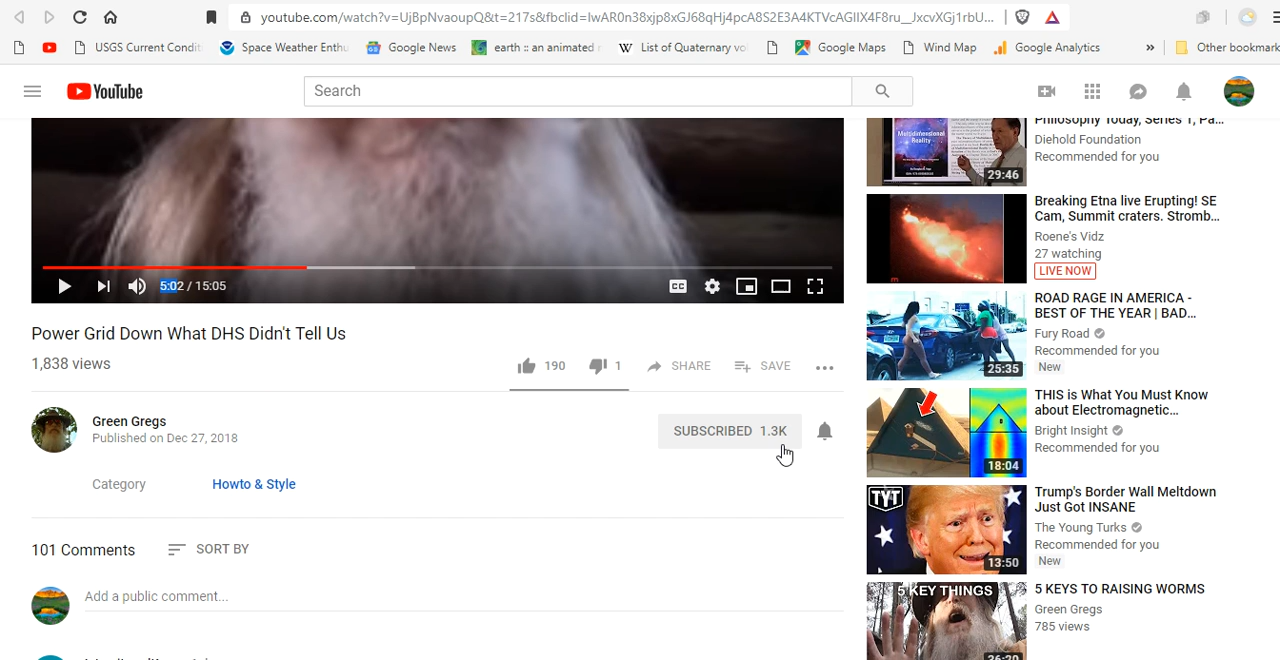 youtube.com/watch?v=UjBpNvaoupQ&t=217s&fbclid=IwAR0n38xjp8xGJ68qHj4pcA8S2E3A4KTVcAGIIX4F8ru__JxcvXGj1rbU...
USGS Current Condit
Space Weather Enthu
Google News
earth :: an animated
W List of Quaternary vo
Google Maps
Wind Map
Google Analytics
» Other bookmark
YouTube
Search
5:02 / 15:05
CC
Power Grid Down What DHS Didn't Tell Us
1,838 views
190
1
SHARE
SAVE
Green Gregs
Published on Dec 27, 2018
SUBSCRIBED 1.3K
Category
Howto & Style
101 Comments
SORT BY
Add a public comment...
Multidimensional
Reality
29:46
Philosophy Today, Series 1, Pa...
Diehold Foundation
Recommended for you
Breaking Etna live Erupting! SE
Cam, Summit craters. Stromb...
Roene's Vidz
27 watching
LIVE NOW
25:35
ROAD RAGE IN AMERICA -
BEST OF THE YEAR | BAD...
Fury Road
Recommended for you
New
18:04
THIS is What You Must Know
about Electromagnetic...
Bright Insight
Recommended for you
TYT
13:50
Trump's Border Wall Meltdown
Just Got INSANE
The Young Turks
Recommended for you
New
5 KEY THINGS
26:20
5 KEYS TO RAISING WORMS
Green Gregs
785 views